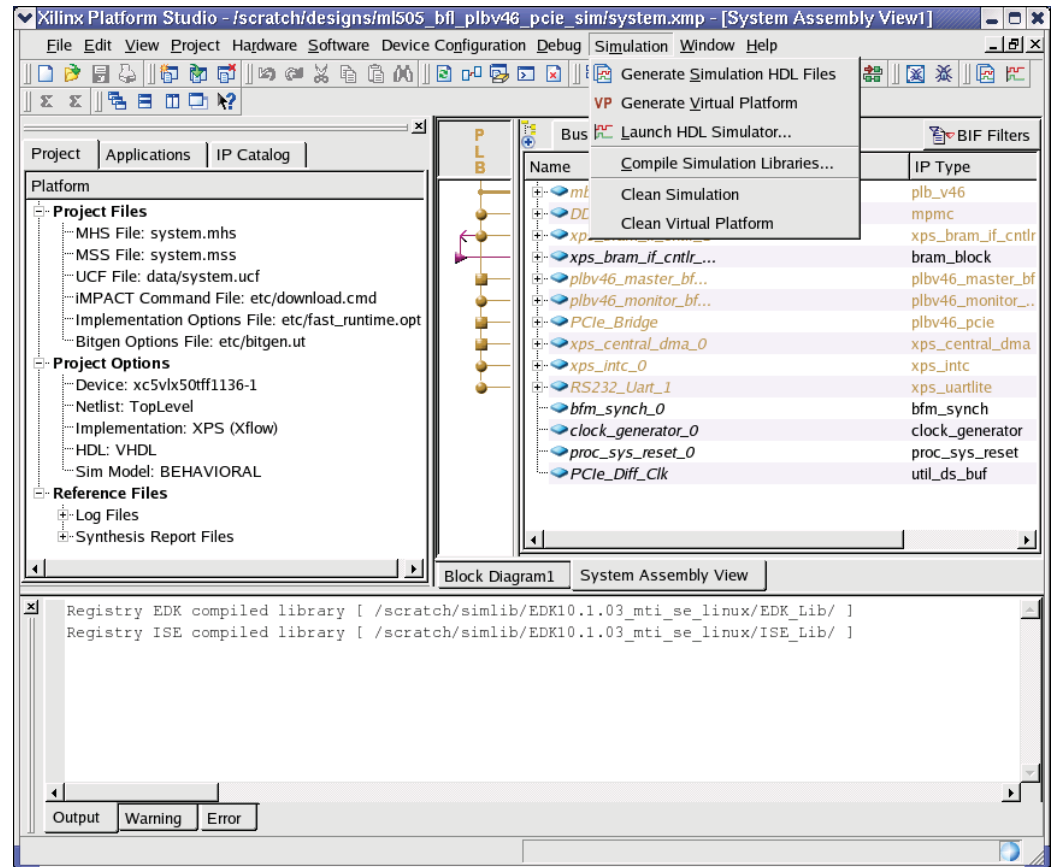 Xilinx Platform Studio - /scratch/designs/ml505_bfl_plbv46_pcie_sim/system.xmp - [System Assembly View1]
File Edit View Project Hardware Software Device Configuration Debug Simulation Window Help
Generate Simulation HDL Files
VP Generate Virtual Platform
Launch HDL Simulator...
Compile Simulation Libraries...
Clean Simulation
Clean Virtual Platform
Project Applications IP Catalog
Platform
Project Files
MHS File: system.mhs
MSS File: system.mss
UCF File: data/system.ucf
iMPACT Command File: etc/download.cmd
Implementation Options File: etc/fast_runtime.opt
Bitgen Options File: etc/bitgen.ut
Project Options
Device: xc5vlx50tff1136-1
Netlist: TopLevel
Implementation: XPS (Xflow)
HDL: VHDL
Sim Model: BEHAVIORAL
Reference Files
Log Files
Synthesis Report Files
PLB
Bus
BIF Filters
Name IP Type
plb_v46
DD mpmc
xps_bram_if_cntlr
xps_bram_if_cntlr_... bram_block
plbv46_master_bf... plbv46_master_bf
plbv46_monitor_bf... plbv46_monitor_...
PCIe_Bridge plbv46_pcie
xps_central_dma_0 xps_central_dma
xps_intc_0 xps_intc
RS232_Uart_1 xps_uartlite
bfm_synch_0 bfm_synch
clock_generator_0 clock_generator
proc_sys_reset_0 proc_sys_reset
PCIe_Diff_Clk util_ds_buf
Block Diagram1 System Assembly View
Registry EDK compiled library [ /scratch/simlib/EDK10.1.03_mti_se_linux/EDK_Lib/ ]
Registry ISE compiled library [ /scratch/simlib/EDK10.1.03_mti_se_linux/ISE_Lib/ ]
Output Warning Error